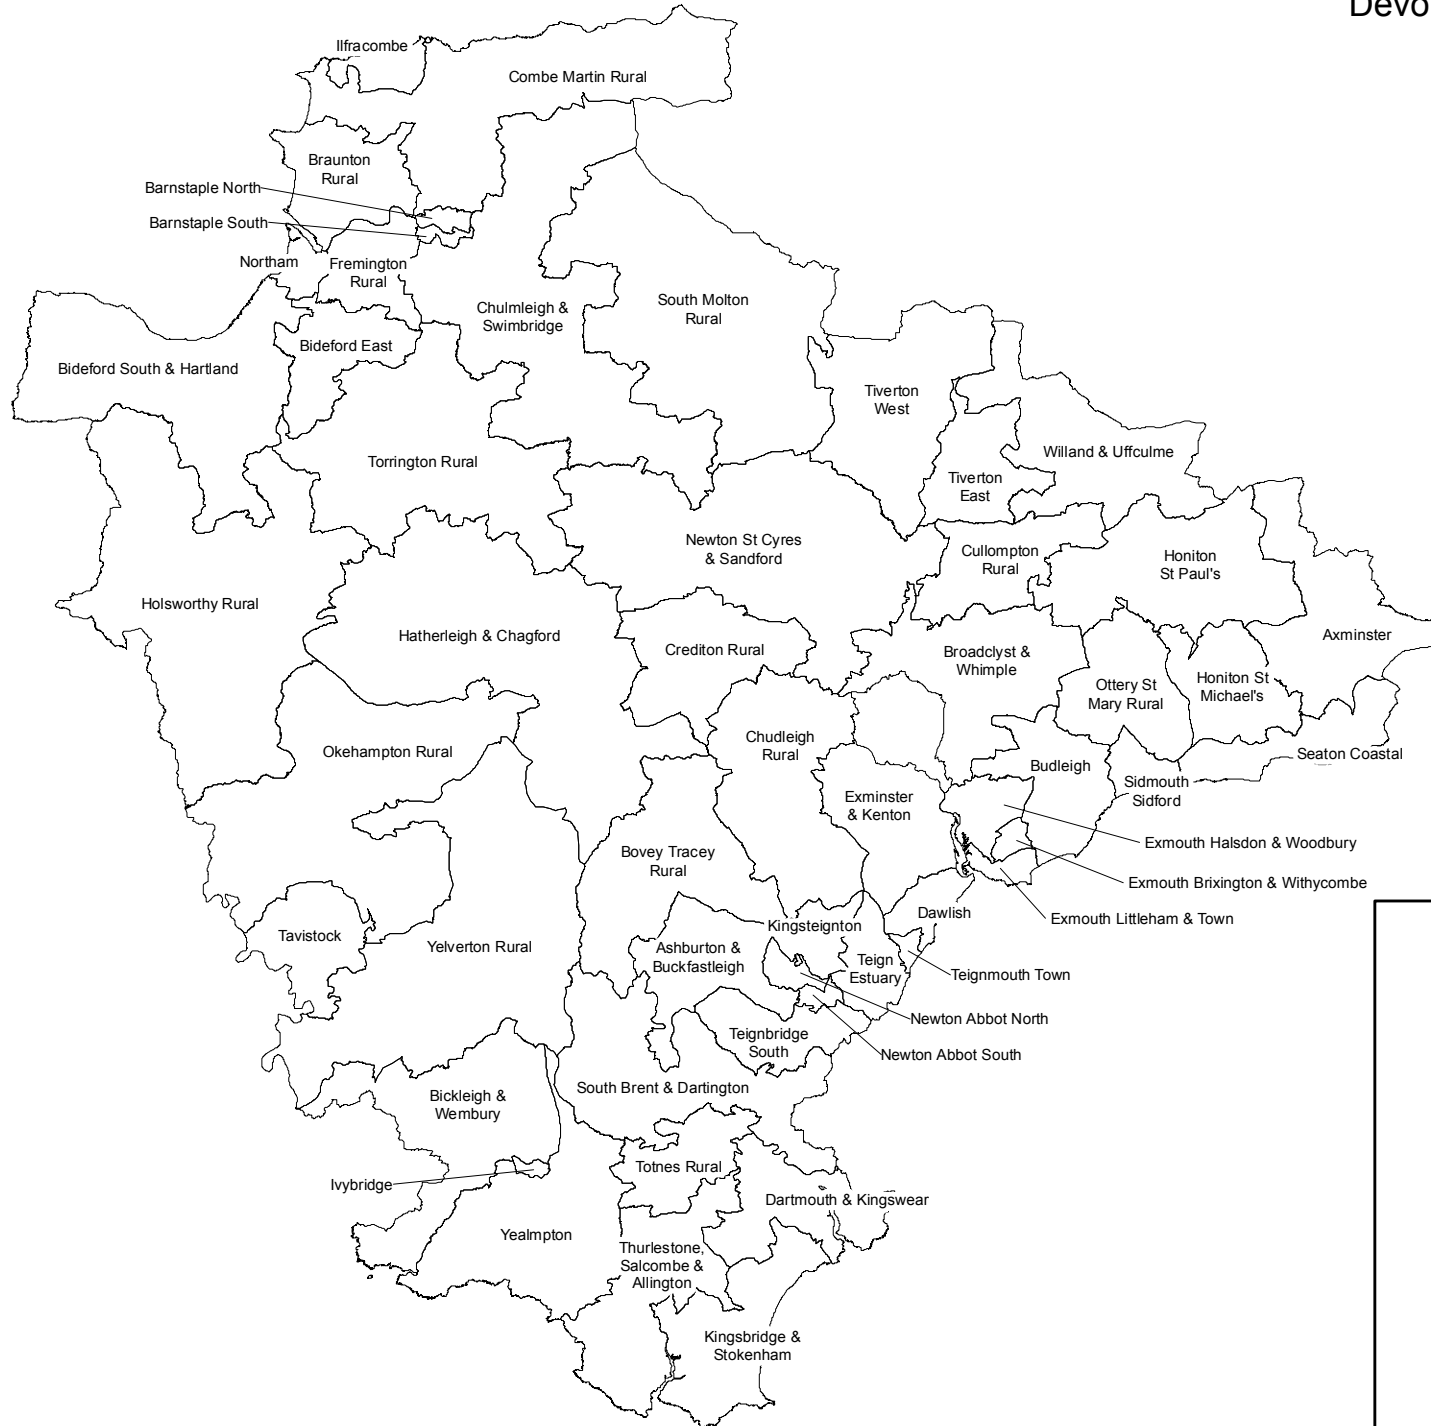 Devo
Ilfracombe
Combe Martin Rural
Braunton
Rural
Barnstaple North
Barnstaple South
Northam
Fremington
Rural
Chulmleigh &
Swimbridge
South Molton
Rural
Bideford East
Bideford South & Hartland
Tiverton
West
Torrington Rural
Willand & Uffculme
Tiverton
East
Newton St Cyres
& Sandford
Cullompton
Rural
Honiton
St Paul's
Holsworthy Rural
Hatherleigh & Chagford
Crediton Rural
Broadclyst &
Whimple
Axminster
Ottery St
Mary Rural
Honiton St
Michael's
Okehampton Rural
Chudleigh
Rural
Budleigh
Seaton Coastal
Sidmouth
Sidford
Exminster
& Kenton
Exmouth Halsdon & Woodbury
Bovey Tracey
Rural
Exmouth Brixington & Withycombe
Dawlish
Exmouth Littleham & Town
Kingsteignton
Tavistock
Yelverton Rural
Ashburton &
Buckfastleigh
Teign
Estuary
Teignmouth Town
Newton Abbot North
Teignbridge
South
Newton Abbot South
South Brent & Dartington
Bickleigh &
Wembury
Totnes Rural
Ivybridge
Dartmouth & Kingswear
Yealmpton
Thurlestone,
Salcombe &
Allington
Kingsbridge &
Stokenham